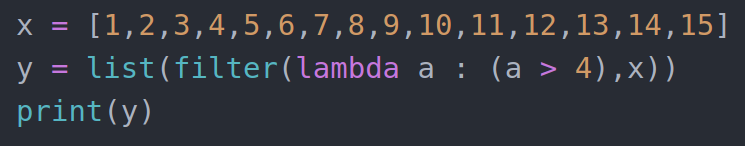 x = [1,2,3,4,5,6,7,8,9,10,11,12,13,14,15]
y = list(filter(lambda a : (a > 4),x))
print(y)